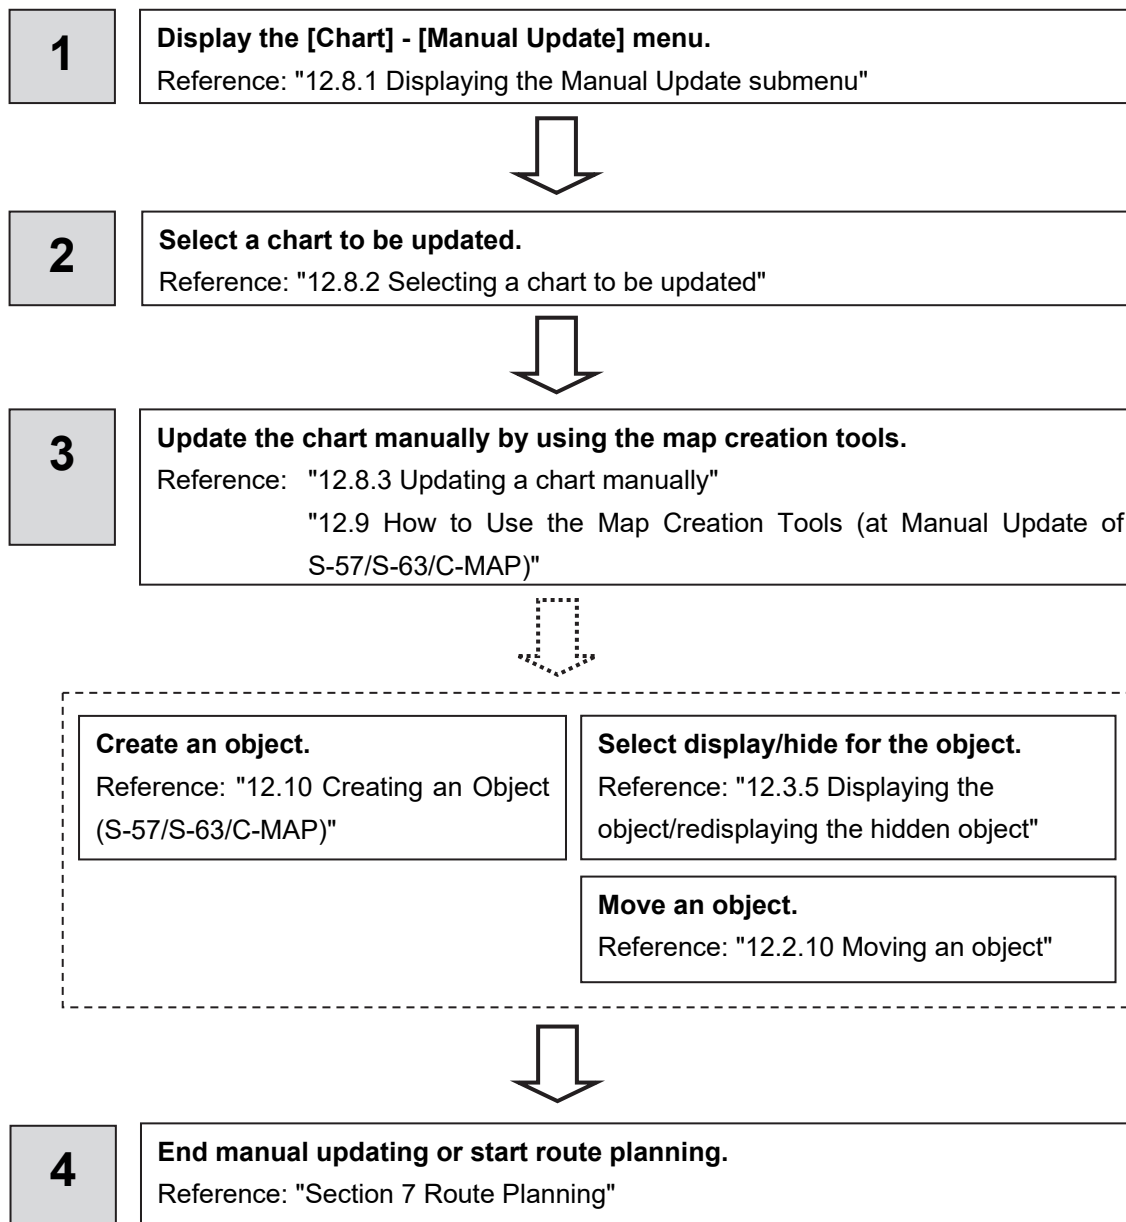 1
Display the [Chart] - [Manual Update] menu.
Reference: "12.8.1 Displaying the Manual Update submenu"
2
Select a chart to be updated.
Reference: "12.8.2 Selecting a chart to be updated"
3
Update the chart manually by using the map creation tools.
Reference: "12.8.3 Updating a chart manually"
"12.9 How to Use the Map Creation Tools (at Manual Update of
S-57/S-63/C-MAP)"
Create an object.
Reference: "12.10 Creating an Object
(S-57/S-63/C-MAP)"
Select display/hide for the object.
Reference: "12.3.5 Displaying the
object/redisplaying the hidden object"
Move an object.
Reference: "12.2.10 Moving an object"
4
End manual updating or start route planning.
Reference: "Section 7 Route Planning"